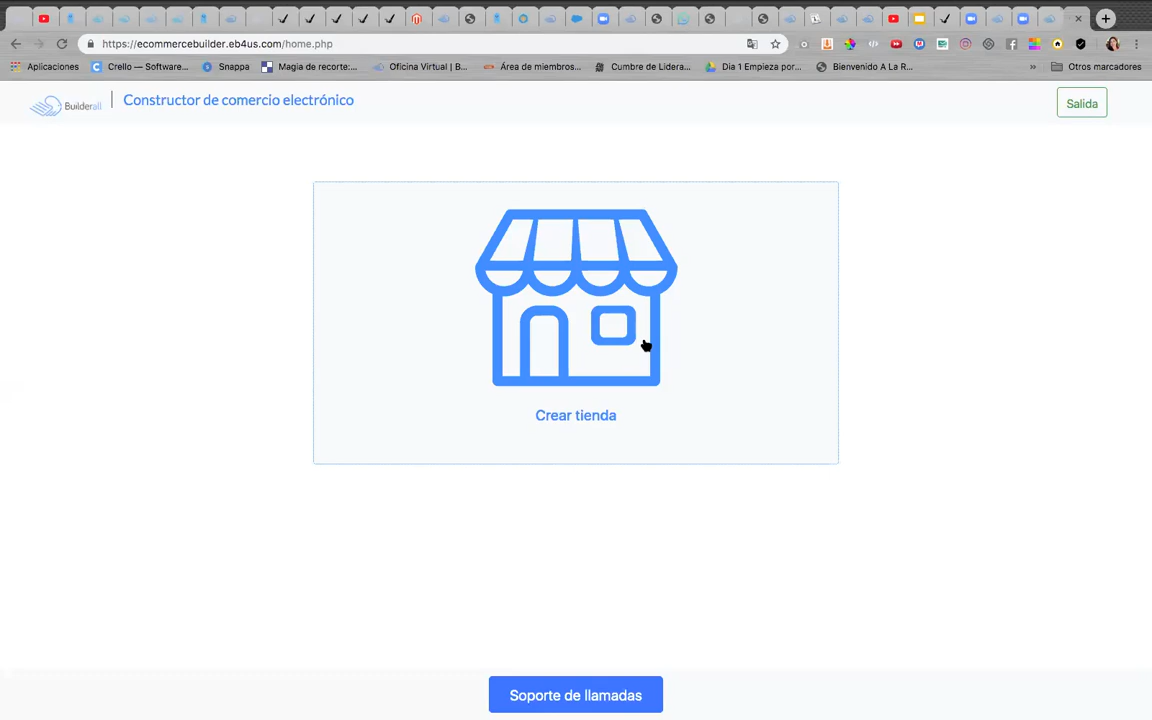 https://ecommercebuilder.eb4us.com/home.php
Aplicaciones
Crello — Software...
Snappa
Magia de recorte:...
Oficina Virtual | B...
Área de miembros...
Cumbre de Lidera...
Dia 1 Empieza por...
Bienvenido A La R...
»
Otros marcadores
Builderall
Constructor de comercio electrónico
Salida
Crear tienda
Soporte de llamadas